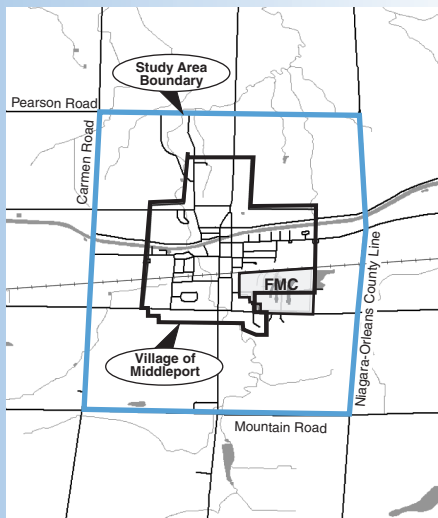 Study Area
Boundary
Pearson Road
Carmen Road
FMC
Niagara-Orleans County Line
Village of
Middleport
Mountain Road